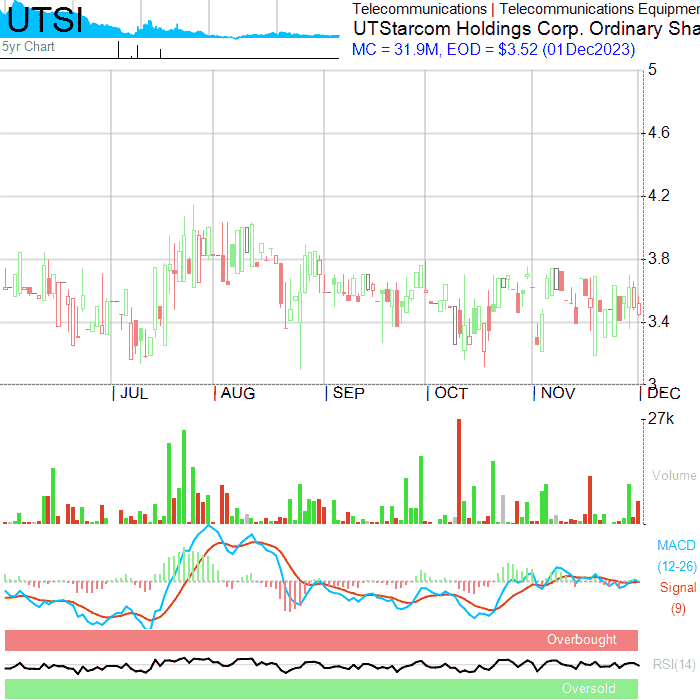 UTSI
Telecommunications | Telecommunications Equipmen
UTStarcom Holdings Corp. Ordinary Sha
5yr Chart
MC = 31.9M, EOD = $3.52 (01Dec2023)
5
4.6
4.2
3.8
3.4
3
| JUL | AUG | SEP | OCT | NOV | DEC
27k
Volume
MACD
(12-26)
Signal
(9)
Overbought
RSI(14)
Oversold